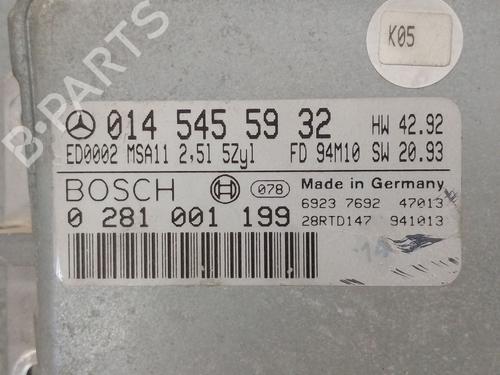 K05
B-PARTS
014 545 59 32 HW 42.92
ED0002 MSA11 2,5l 5Zyl FD 94M10 SW 20.93
BOSCH 078 Made in Germany
6923 7692 47013
0 281 001 199 28RTD147 941013